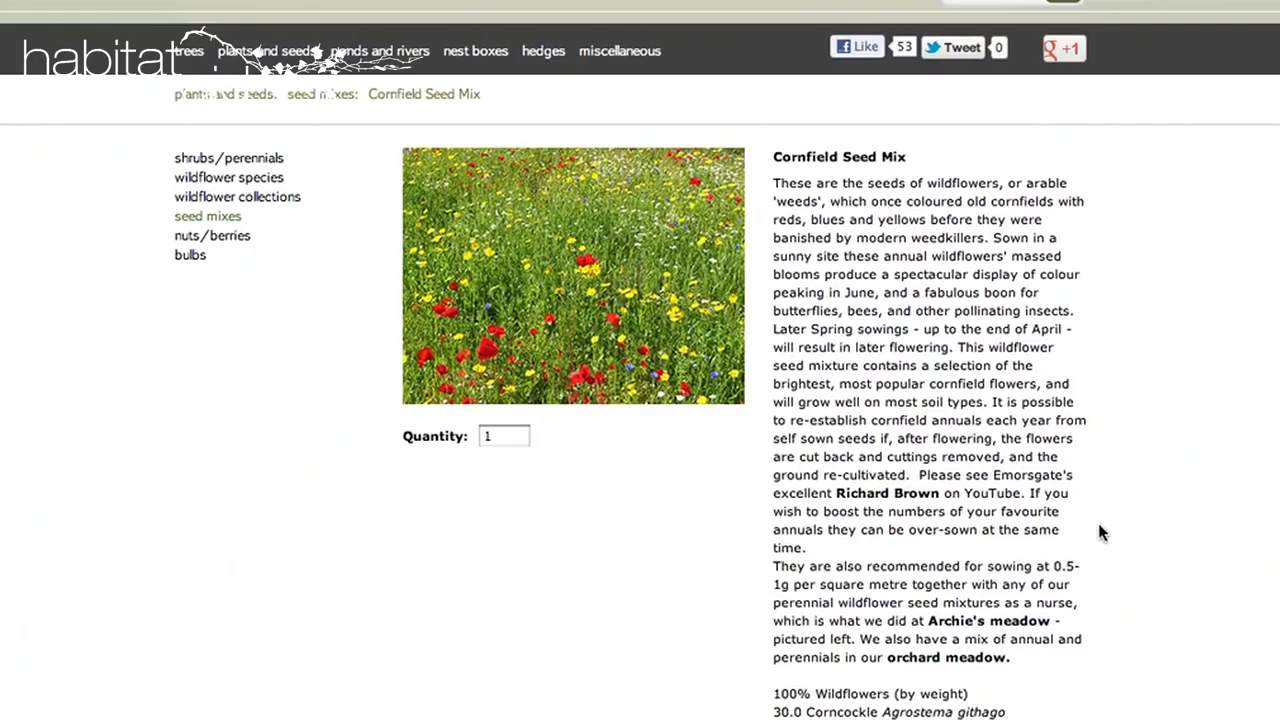 habitat
trees plants and seeds ponds and rivers nest boxes hedges miscellaneous
Like 53 Tweet 0 +1
plants and seeds: seed mixes: Cornfield Seed Mix
shrubs/perennials
wildflower species
wildflower collections
seed mixes
nuts/berries
bulbs
Quantity: 1
Cornfield Seed Mix
These are the seeds of wildflowers, or arable
'weeds', which once coloured old cornfields with
reds, blues and yellows before they were
banished by modern weedkillers. Sown in a
sunny site these annual wildflowers' massed
blooms produce a spectacular display of colour
peaking in June, and a fabulous boon for
butterflies, bees, and other pollinating insects.
Later Spring sowings - up to the end of April -
will result in later flowering. This wildflower
seed mixture contains a selection of the
brightest, most popular cornfield flowers, and
will grow well on most soil types. It is possible
to re-establish cornfield annuals each year from
self sown seeds if, after flowering, the flowers
are cut back and cuttings removed, and the
ground re-cultivated. Please see Emorsgate's
excellent Richard Brown on YouTube. If you
wish to boost the numbers of your favourite
annuals they can be over-sown at the same
time.
They are also recommended for sowing at 0.5-
1g per square metre together with any of our
perennial wildflower seed mixtures as a nurse,
which is what we did at Archie's meadow -
pictured left. We also have a mix of annual and
perennials in our orchard meadow.
100% Wildflowers (by weight)
30.0 Corncockle Agrostema githago